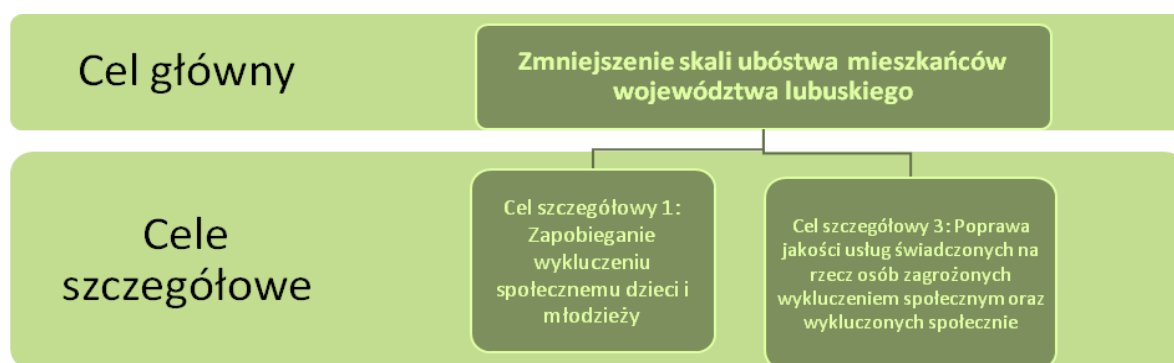 Cel główny
Zmniejszenie skali ubóstwa mieszkańców
województwa lubuskiego
Cele
szczegółowe
Cel szczegółowy 1:
Zapobieganie
wykluczeniu
społecznemu dzieci i
młodzieży
Cel szczegółowy 3: Poprawa
jakości usług świadczonych na
rzecz osób zagrożonych
wykluczeniem społecznym oraz
wykluczonych społecznie